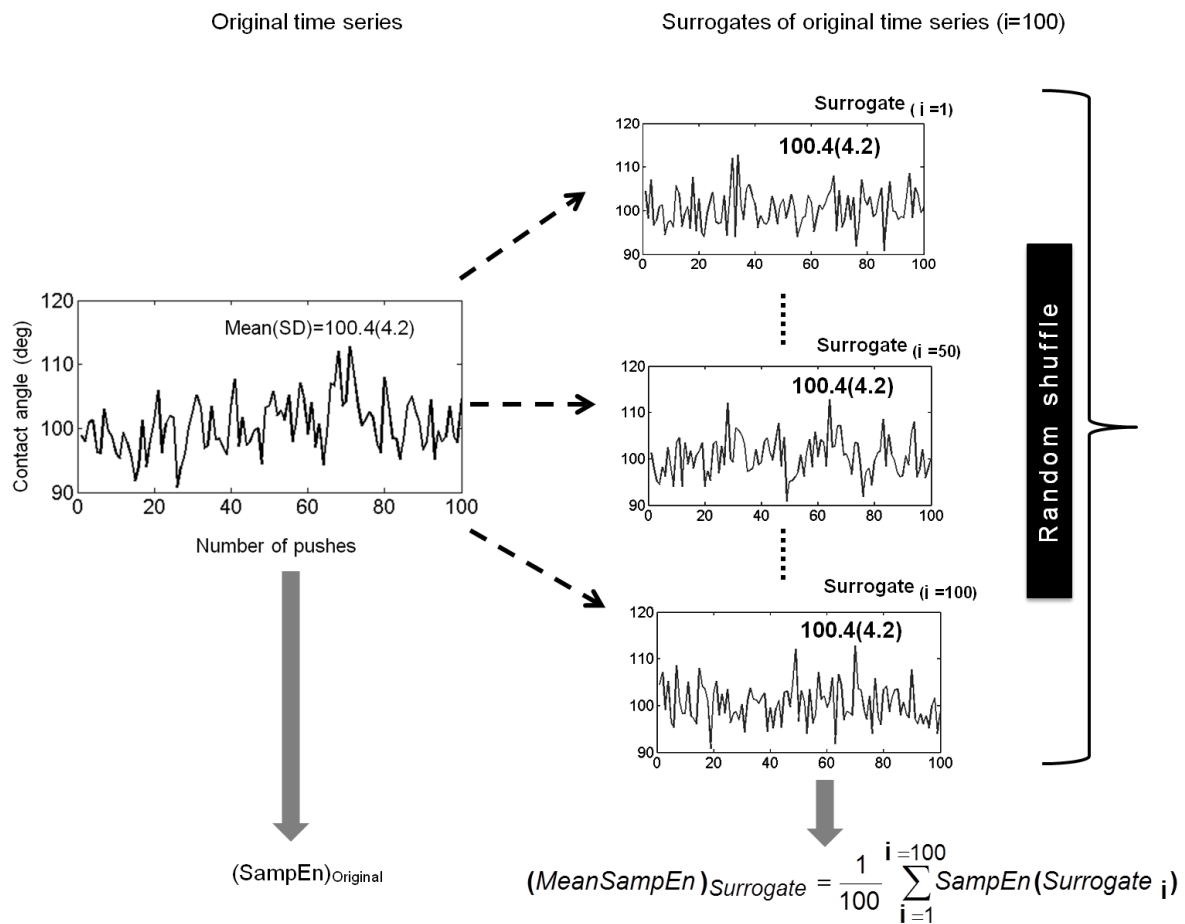 Original time series
Surrogates of original time series (i=100)
Surrogate ( i =1)
120
110
100
90
100.4(4.2)
0 20 40 60 80 100
Contact angle (deg)
120
110
100
90
Mean(SD)=100.4(4.2)
0 20 40 60 80 100
Number of pushes
Surrogate (i =50)
120
110
100
90
100.4(4.2)
0 20 40 60 80 100
Surrogate (i =100)
120
110
100
90
100.4(4.2)
0 20 40 60 80 100
Random shuffle
(SampEn)Original
(MeanSampEn)Surrogate = 1/100 ∑ i=1 i=100 SampEn(Surrogate i)